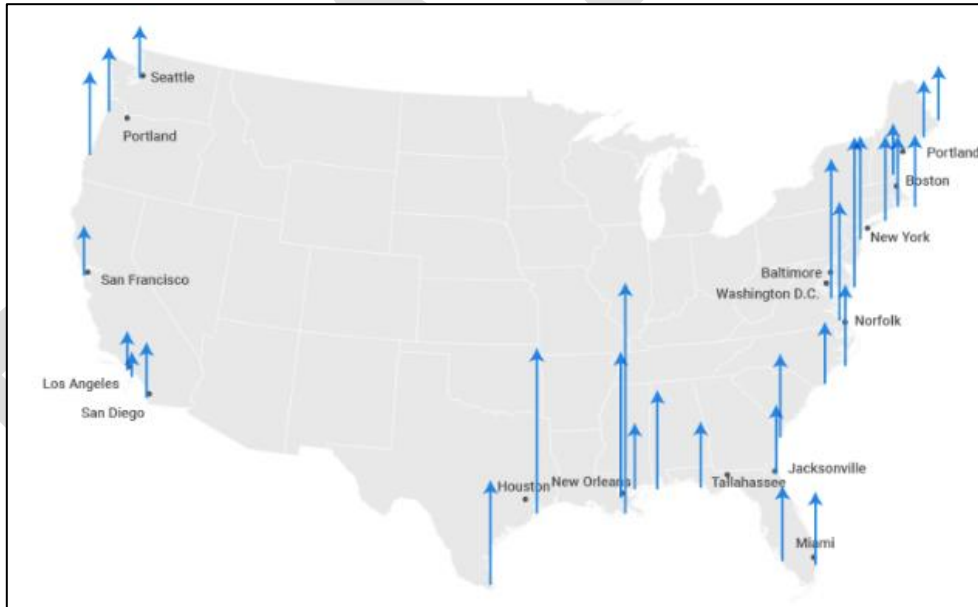 Seattle
Portland
Portland
Boston
New York
San Francisco
Baltimore
Washington D.C.
Norfolk
Los Angeles
San Diego
Jacksonville
Houston
New Orleans
Tallahassee
Miami